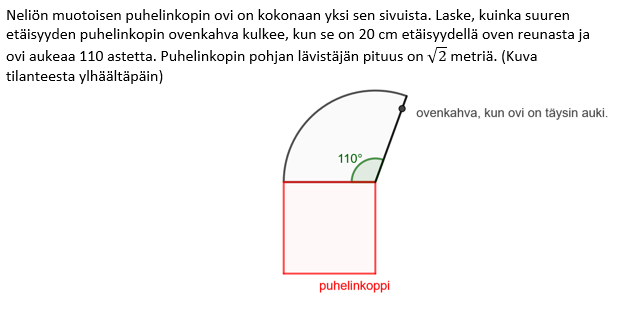 Neliön muotoisen puhelinkopin ovi on kokonaan yksi sen sivuista. Laske, kuinka suuren
etäisyyden puhelinkopin ovenkahva kulkee, kun se on 20 cm etäisyydellä oven reunasta ja
ovi aukeaa 110 astetta. Puhelinkopin pohjan lävistäjän pituus on √2 metriä. (Kuva
tilanteesta ylhäältäpäin)
ovenkahva, kun ovi on täysin auki.
110°
puhelinkoppi